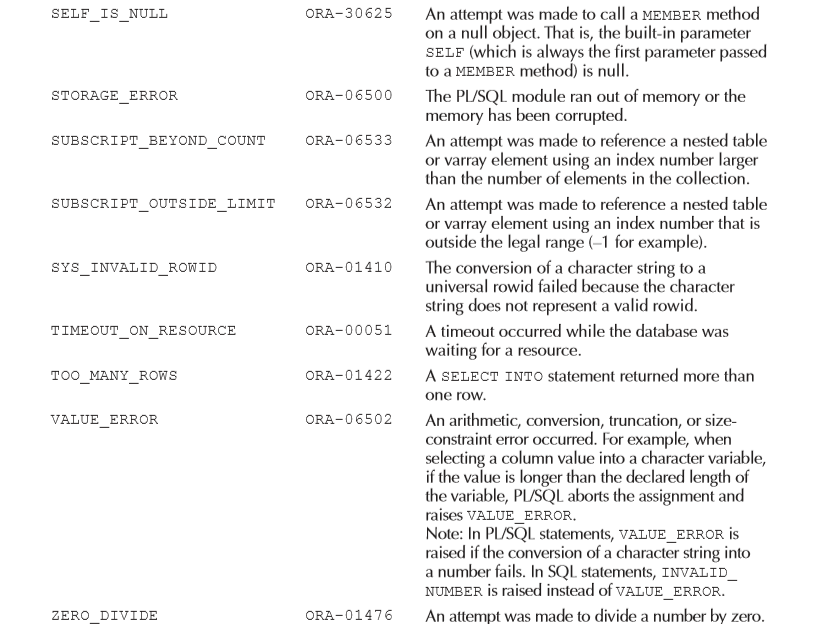 SELF_IS_NULL ORA-30625 An attempt was made to call a MEMBER method
on a null object. That is, the built-in parameter
SELF (which is always the first parameter passed
to a MEMBER method) is null.
STORAGE_ERROR ORA-06500 The PL/SQL module ran out of memory or the
memory has been corrupted.
SUBSCRIPT_BEYOND_COUNT ORA-06533 An attempt was made to reference a nested table
or varray element using an index number larger
than the number of elements in the collection.
SUBSCRIPT_OUTSIDE_LIMIT ORA-06532 An attempt was made to reference a nested table
or varray element using an index number that is
outside the legal range (–1 for example).
SYS_INVALID_ROWID ORA-01410 The conversion of a character string to a
universal rowid failed because the character
string does not represent a valid rowid.
TIMEOUT_ON_RESOURCE ORA-00051 A timeout occurred while the database was
waiting for a resource.
TOO_MANY_ROWS ORA-01422 A SELECT INTO statement returned more than
one row.
VALUE_ERROR ORA-06502 An arithmetic, conversion, truncation, or size-
constraint error occurred. For example, when
selecting a column value into a character variable,
if the value is longer than the declared length of
the variable, PL/SQL aborts the assignment and
raises VALUE_ERROR.
Note: In PL/SQL statements, VALUE_ERROR is
raised if the conversion of a character string into
a number fails. In SQL statements, INVALID_
NUMBER is raised instead of VALUE_ERROR.
ZERO_DIVIDE ORA-01476 An attempt was made to divide a number by zero.